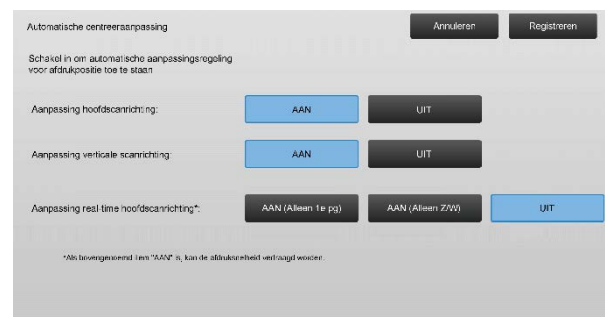 Automatische centreeraanpassing
Annuleren
Registreren
Schakel in om automatische aanpassingsregeling
voor afdrukpositie toe te staan
Aanpassing hoofdscanrichting:
AAN
UIT
Aanpassing verticale scanrichting:
AAN
UIT
Aanpassing real-time hoofdscanrichting*:
AAN (Alleen 1e pg)
AAN (Alleen Z/W)
UIT
*Als bovengenoemd item "AAN" is, kan de afdruksnelheid vertraagd worden.